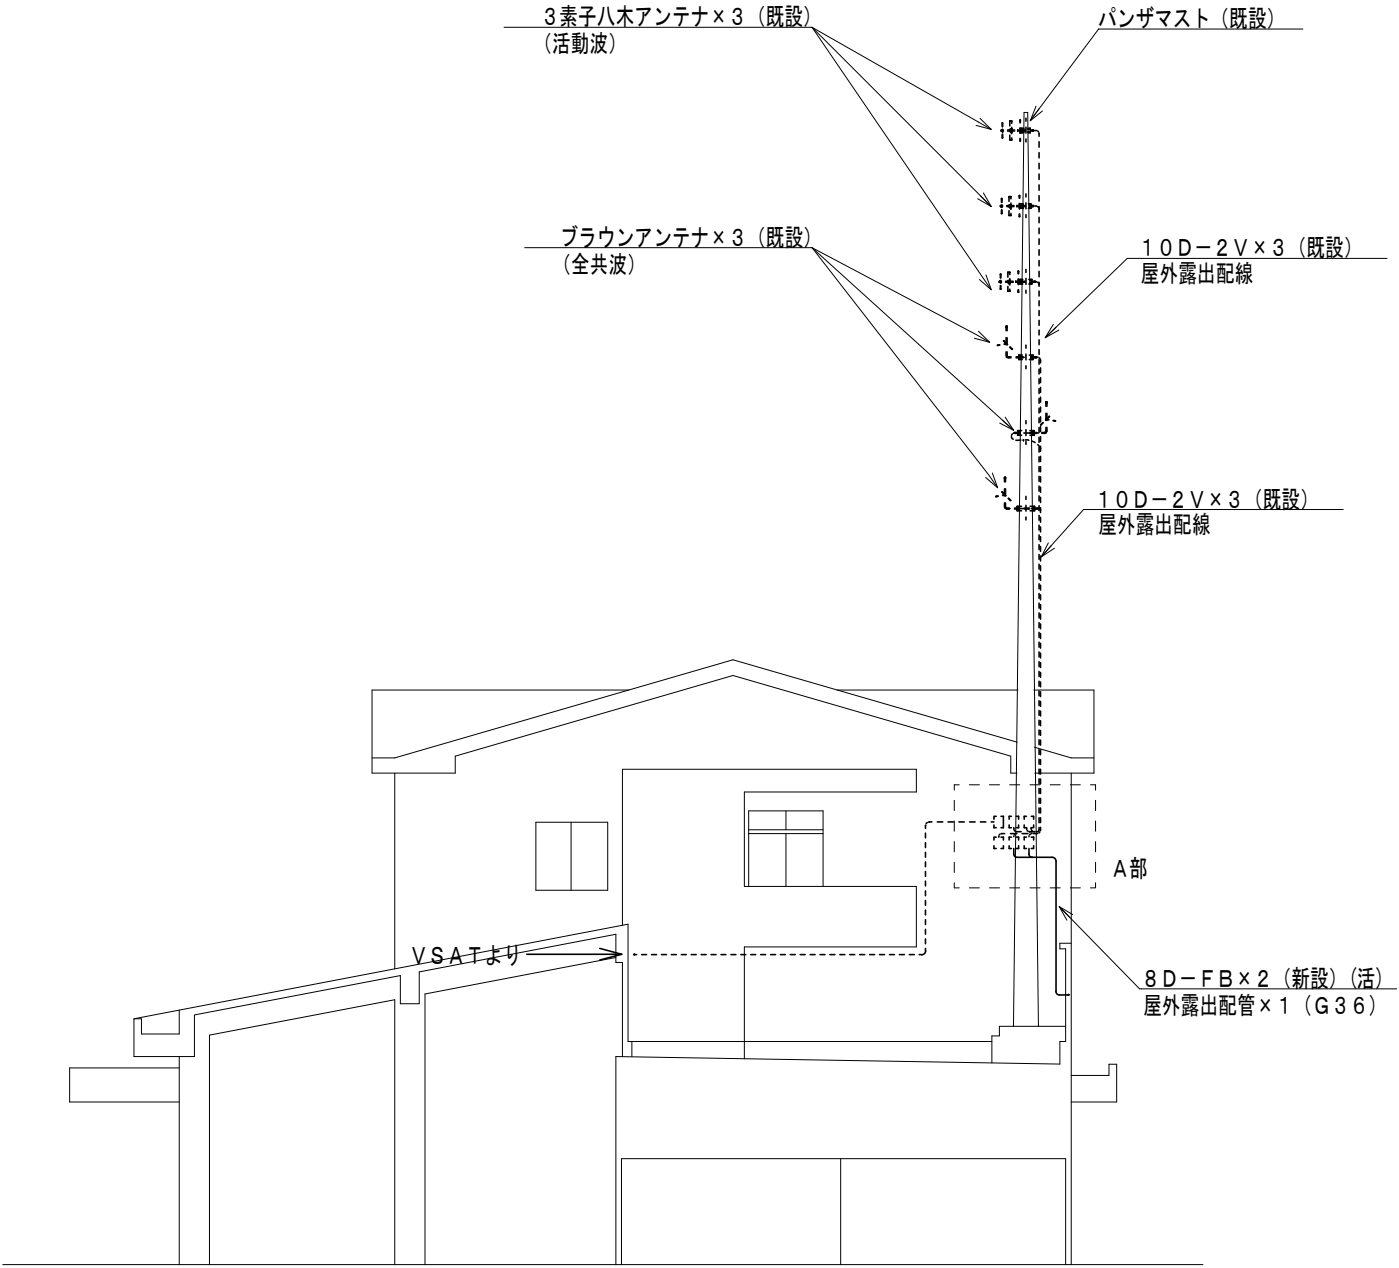 ３素子八木アンテナ×３（既設）
（活動波）
パンザマスト（既設）
ブラウンアンテナ×３（既設）
（全共波）
１０Ｄ－２Ｖ×３（既設）
屋外露出配線
１０Ｄ－２Ｖ×３（既設）
屋外露出配線
Ａ部
ＶＳＡＴより
８Ｄ－ＦＢ×２（新設）（活）
屋外露出配管×１（Ｇ３６）